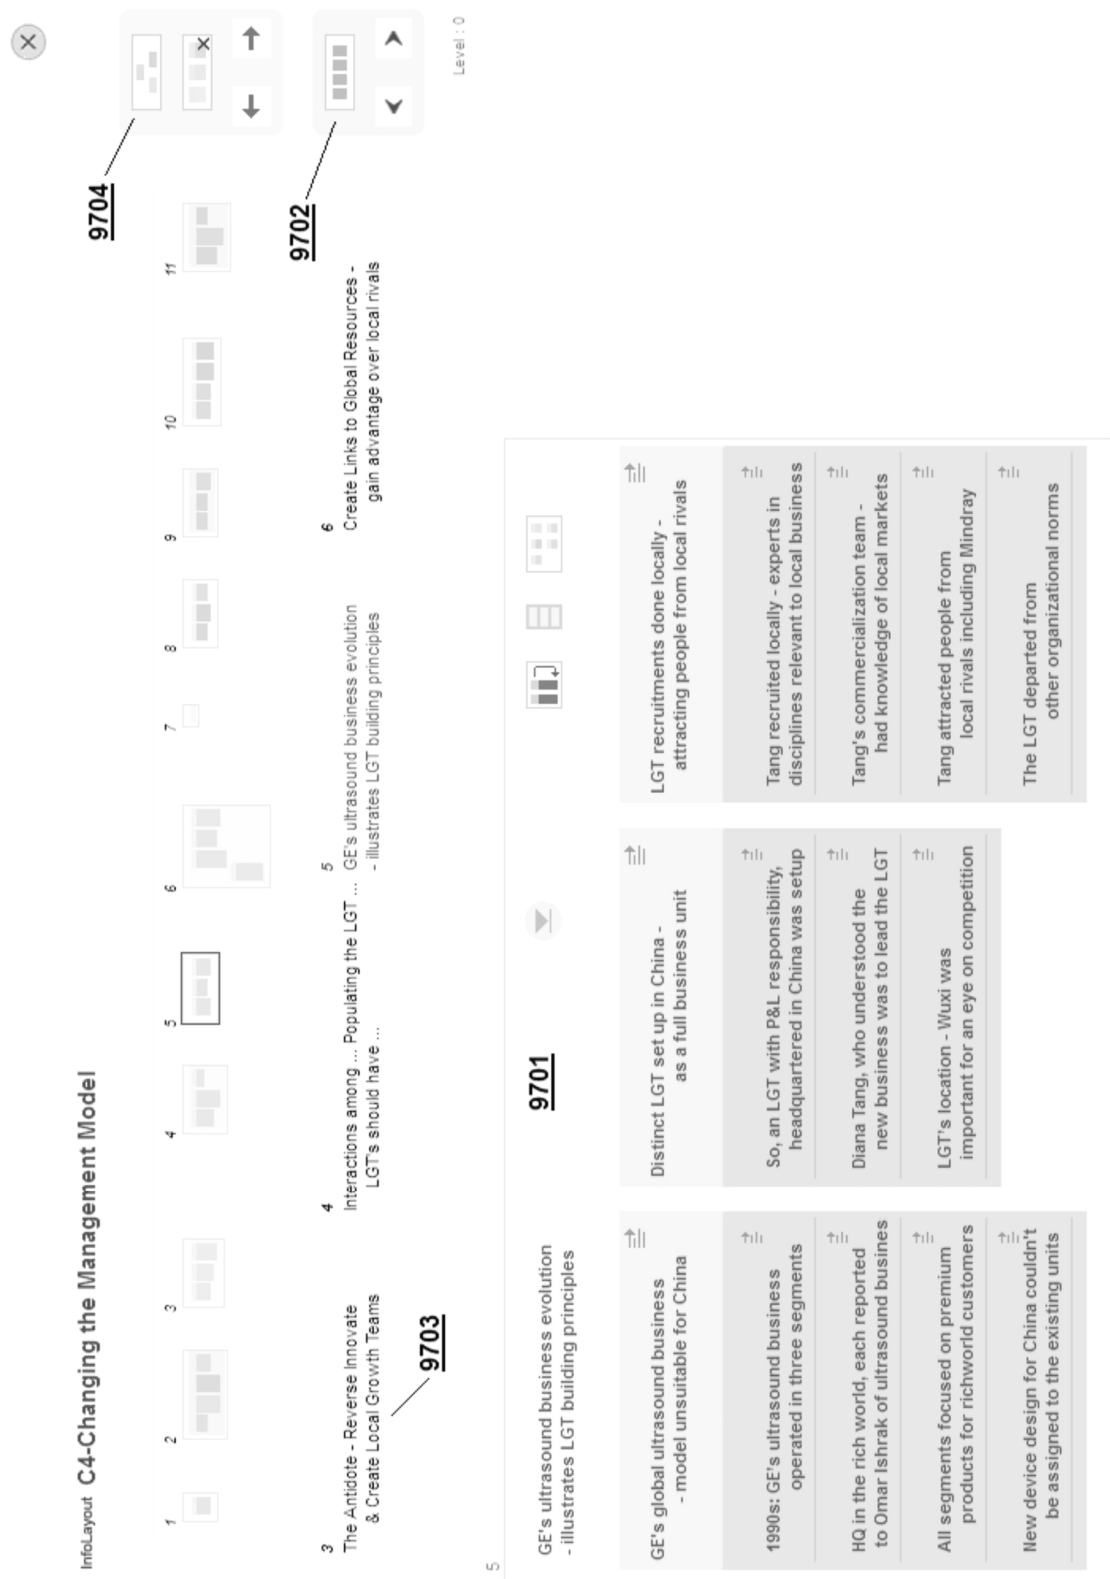 InfoLayout C4-Changing the Management Model
1
2
3
4
5
6
7
8
9
10
11
9704
9702
Level : 0
3
The Antidote - Reverse Innovate
& Create Local Growth Teams
4
Interactions among ... Populating the LGT ...
LGT's should have ...
5
GE's ultrasound business evolution
- illustrates LGT building principles
6
Create Links to Global Resources -
gain advantage over local rivals
9703
5
GE's ultrasound business evolution
- illustrates LGT building principles
9701
GE's global ultrasound business
- model unsuitable for China
1990s: GE's ultrasound business
operated in three segments
HQ in the rich world, each reported
to Omar Ishrak of ultrasound busines
All segments focused on premium
products for richworld customers
New device design for China couldn't
be assigned to the existing units
Distinct LGT set up in China -
as a full business unit
So, an LGT with P&L responsibility,
headquartered in China was setup
Diana Tang, who understood the
new business was to lead the LGT
LGT's location - Wuxi was
important for an eye on competition
LGT recruitments done locally -
attracting people from local rivals
Tang recruited locally - experts in
disciplines relevant to local business
Tang's commercialization team -
had knowledge of local markets
Tang attracted people from
local rivals including Mindray
The LGT departed from
other organizational norms